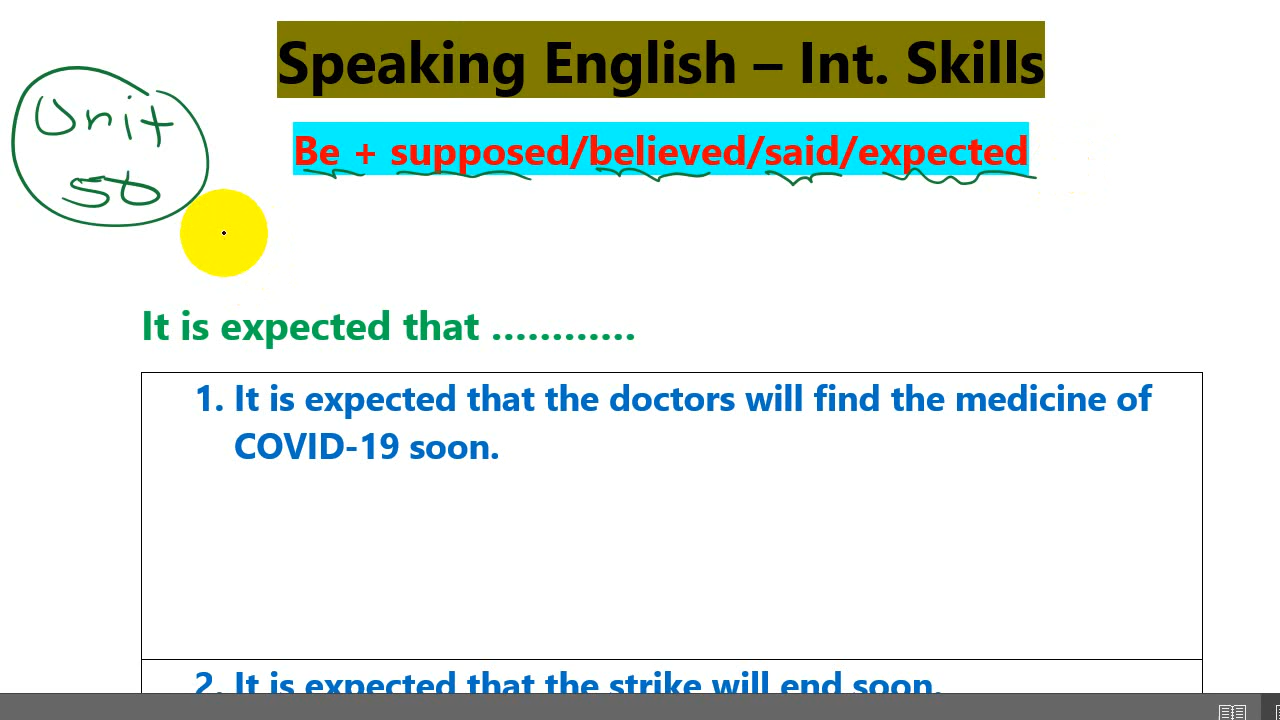 Speaking English – Int. Skills
Unit
50
Be + supposed/believed/said/expected
It is expected that …………
1. It is expected that the doctors will find the medicine of
COVID-19 soon.
2. It is expected that the strike will end soon.